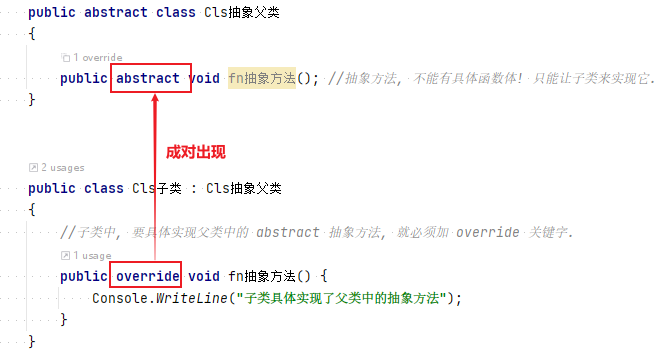 public abstract class Cls抽象父类
{
1 override
public abstract void fn抽象方法(); //抽象方法, 不能有具体函数体! 只能让子类来实现它.
}
成对出现
2 usages
public class Cls子类 : Cls抽象父类
{
//子类中, 要具体实现父类中的 abstract 抽象方法, 就必须加 override 关键字.
1 usage
public override void fn抽象方法() {
Console.WriteLine("子类具体实现了父类中的抽象方法");
}
}